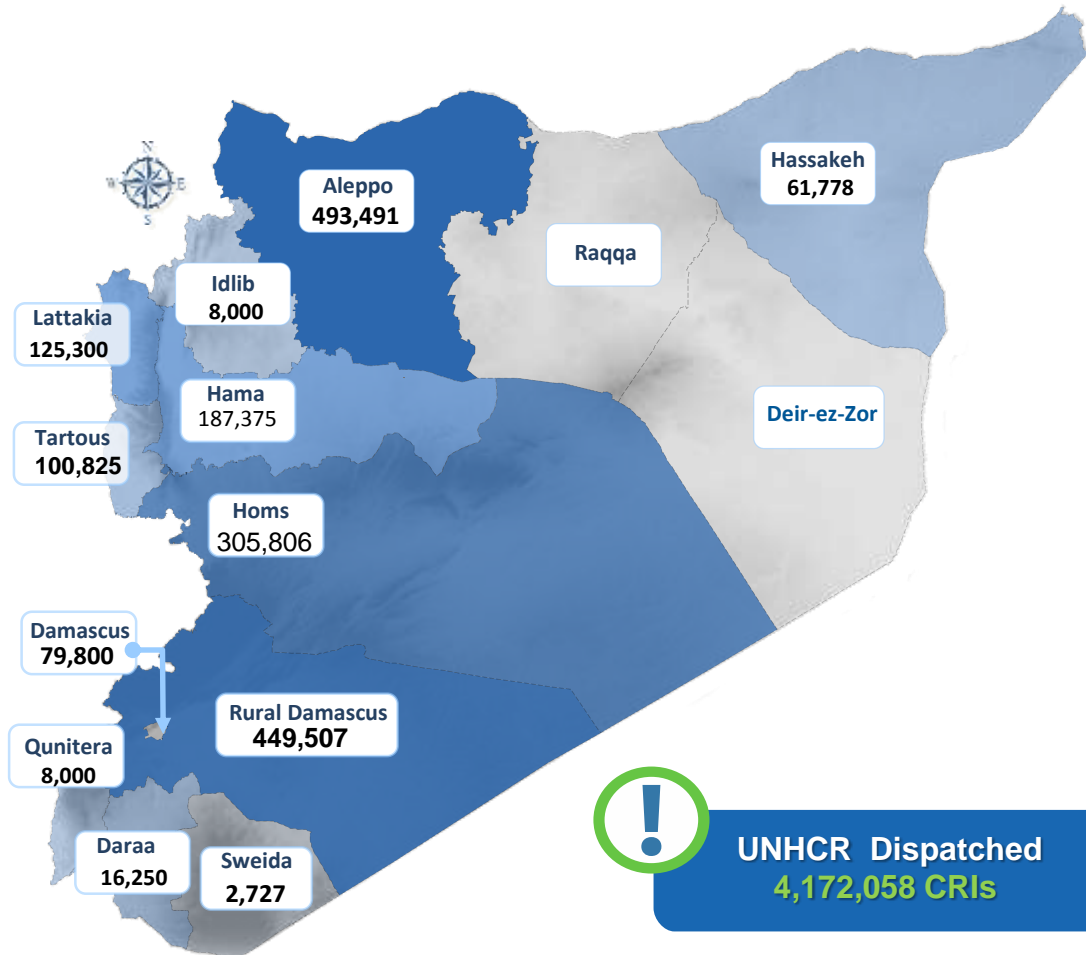 N
W E
S
Aleppo
493,491
Hassakeh
61,778
Raqqa
Idlib
8,000
Lattakia
125,300
Hama
187,375
Deir-ez-Zor
Tartous
100,825
Homs
305,806
Damascus
79,800
Rural Damascus
449,507
Qunitera
8,000
Daraa
16,250
Sweida
2,727
!
UNHCR Dispatched
4,172,058 CRIs